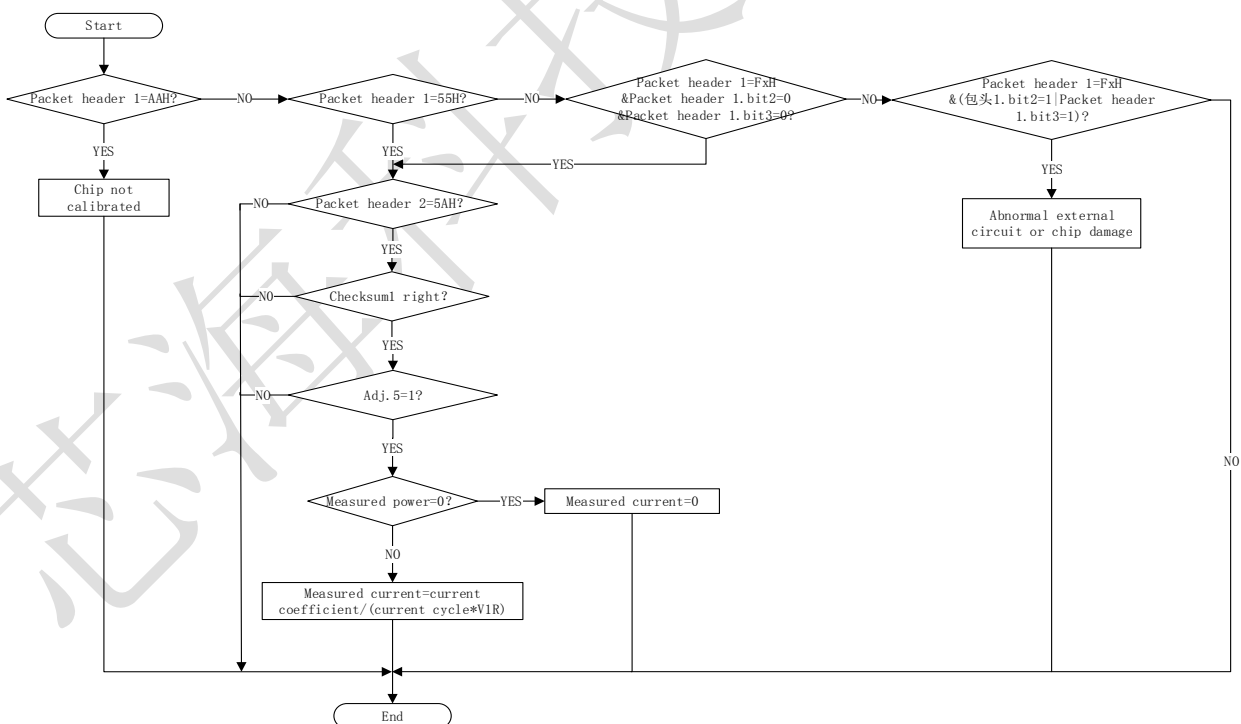 Start
Packet header 1=AAH?
NO
Packet header 1=55H?
NO
Packet header 1=FxH
&Packet header 1.bit2=0
&Packet header 1.bit3=0?
NO
Packet header 1=FxH
&(包头1.bit2=1|Packet header
1.bit3=1)?
YES
YES
YES
YES
Chip not
calibrated
NO
Packet header 2=5AH?
Abnormal external
circuit or chip damage
YES
NO
Checksum1 right?
YES
NO
Adj.5=1?
YES
NO
Measured power=0?
YES
Measured current=0
NO
Measured current=current
coefficient/(current cycle*V1R)
End
芯海科技